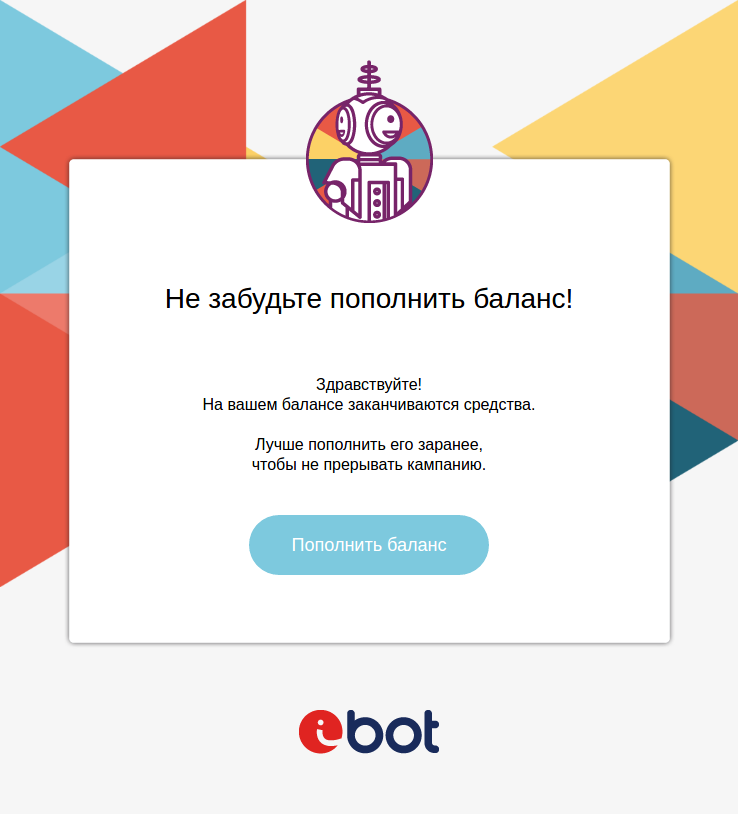 Не забудьте пополнить баланс!
Здравствуйте!
На вашем балансе заканчиваются средства.
Лучше пополнить его заранее,
чтобы не прерывать кампанию.
Пополнить баланс
ibot